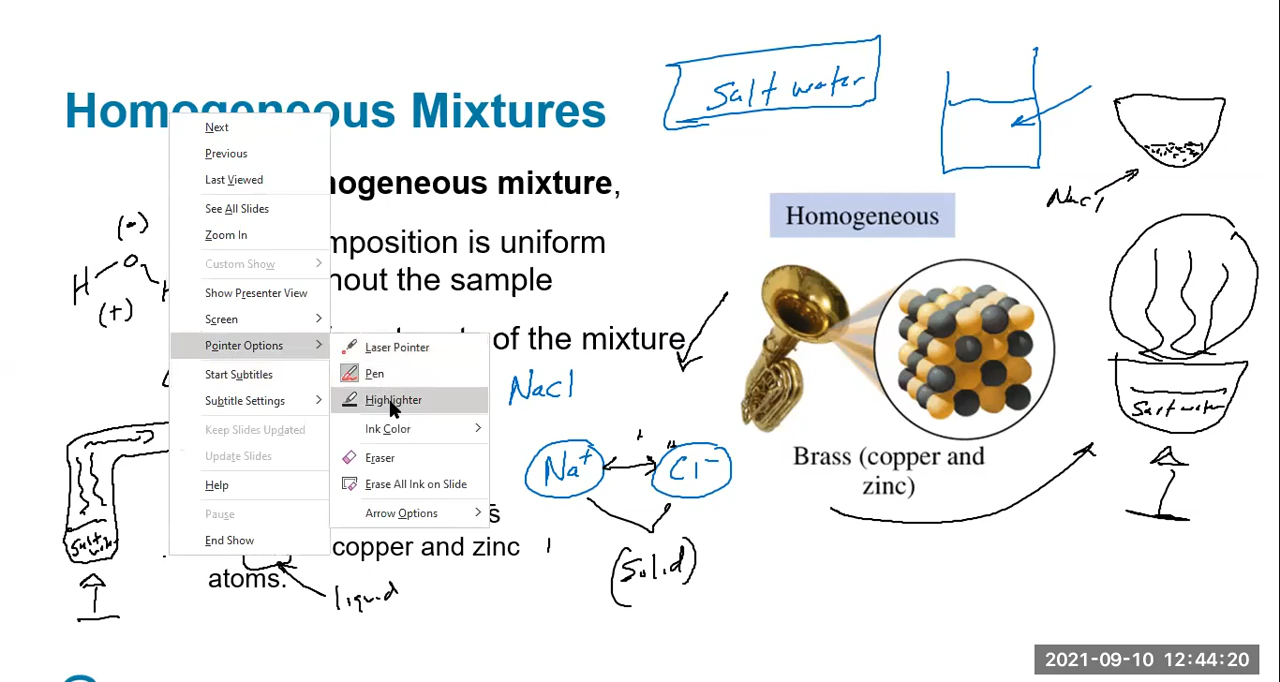 Salt water
Homogeneous Mixtures
mogeneous mixture,
mposition is uniform
hout the sample
of the mixture
copper and zinc
atoms.
Next
Previous
Last Viewed
See All Slides
Zoom In
Custom Show
Show Presenter View
Screen
Pointer Options
Start Subtitles
Subtitle Settings
Keep Slides Updated
Update Slides
Help
Pause
End Show
Laser Pointer
Pen
Highlighter
Ink Color
Eraser
Erase All Ink on Slide
Arrow Options
(-)
H O
(+)
liquid
NaCl
Na+ Cl-
(Solid)
Homogeneous
Brass (copper and
zinc)
NaCl
Salt water
2021-09-10 12:44:20